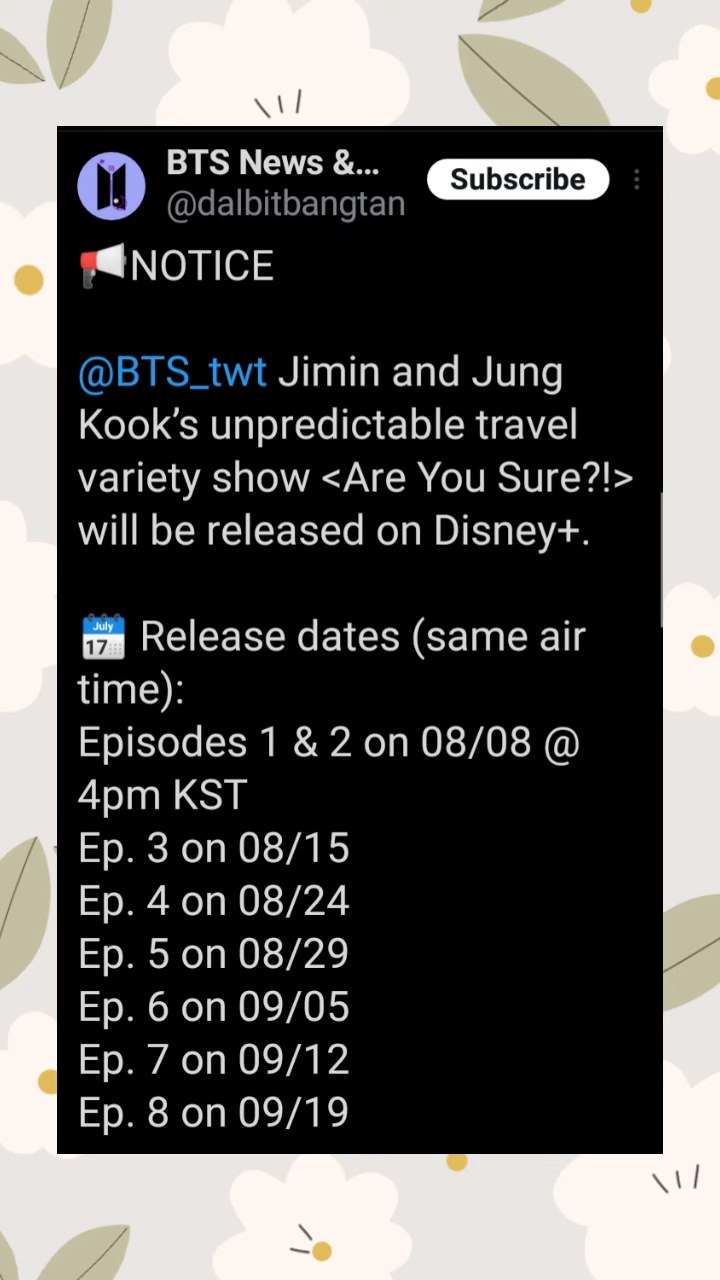 BTS News &...
Subscribe
@dalbitbangtan
📢NOTICE
@BTS_twt Jimin and Jung
Kook’s unpredictable travel
variety show <Are You Sure?!>
will be released on Disney+.
📅 Release dates (same air
time):
Episodes 1 & 2 on 08/08 @
4pm KST
Ep. 3 on 08/15
Ep. 4 on 08/24
Ep. 5 on 08/29
Ep. 6 on 09/05
Ep. 7 on 09/12
Ep. 8 on 09/19